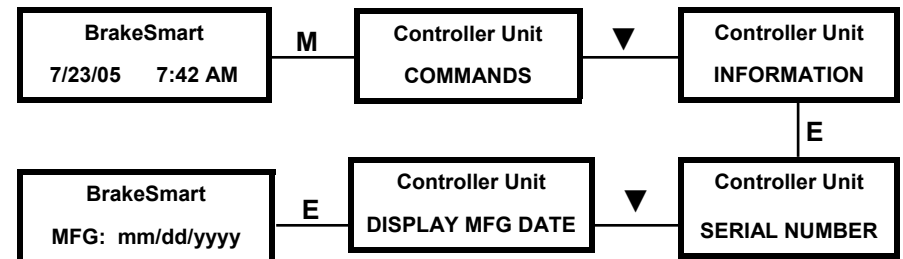 BrakeSmart
7/23/05 7:42 AM
M
Controller Unit
COMMANDS
▼
Controller Unit
INFORMATION
E
Controller Unit
SERIAL NUMBER
▼
Controller Unit
DISPLAY MFG DATE
E
BrakeSmart
MFG: mm/dd/yyyy